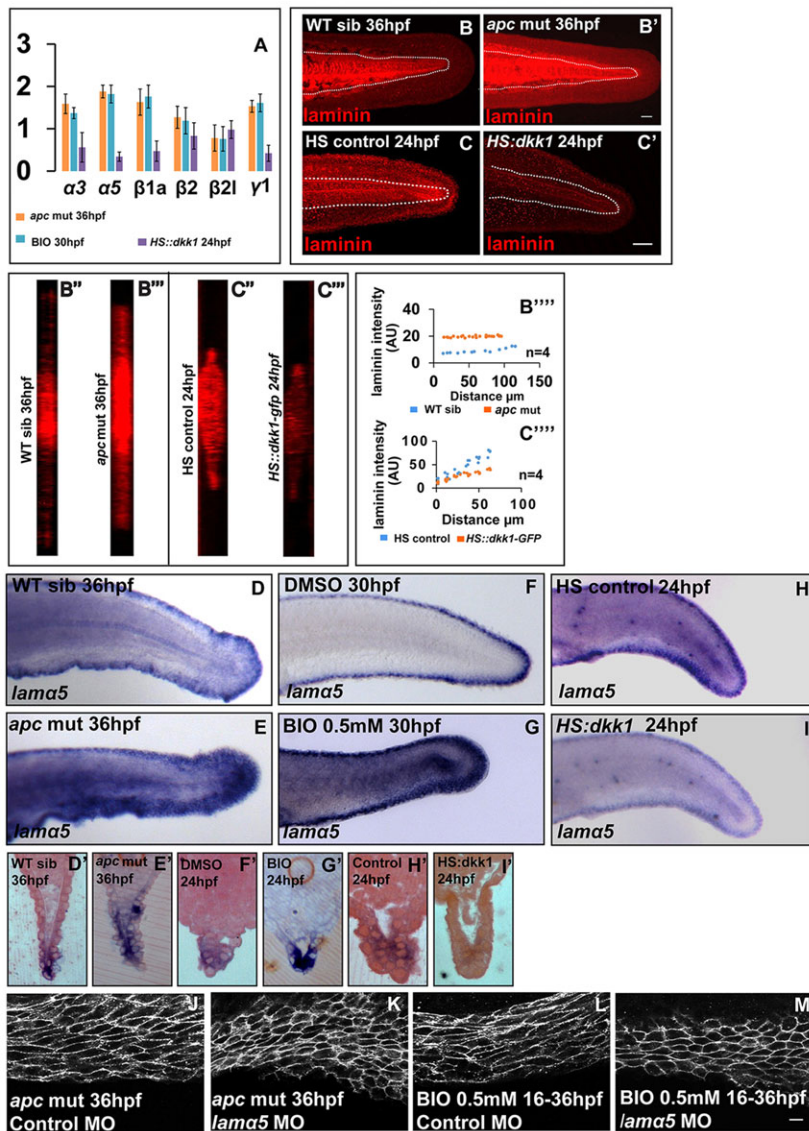 A
3
2
1
0
α3 α5 β1a β2 β2l γ1
apc mut 36hpf
BIO 30hpf
HS::dkk1 24hpf
WT sib 36hpf B
laminin
apc mut 36hpf B'
laminin
HS control 24hpf C
laminin
HS:dkk1 24hpf C'
laminin
B"
WT sib 36hpf
B'"
apc mut 36hpf
C"
HS control 24hpf
C'"
HS::dkk1-gfp 24hpf
B''''
laminin intensity
(AU)
40
20
0
n=4
0 50 100 150
Distance µm
WT sib apc mut
C''''
laminin intensity
(AU)
100
75
50
25
0
n=4
0 50 100
Distance µm
HS control HS::dkk1-GFP
WT sib 36hpf D
lamα5
DMSO 30hpf F
lamα5
HS control 24hpf H
lamα5
apc mut 36hpf E
lamα5
BIO 0.5mM 30hpf G
lamα5
HS:dkk1 24hpf I
lamα5
WT sib
36hpf D'
apc mut
36hpf E'
DMSO
24hpf F'
BIO
24hpf G'
Control
24hpf H'
HS:dkk1
24hpf I'
J
apc mut 36hpf
Control MO
K
apc mut 36hpf
lamα5 MO
L
BIO 0.5mM 16-36hpf
Control MO
M
BIO 0.5mM 16-36hpf
lamα5 MO